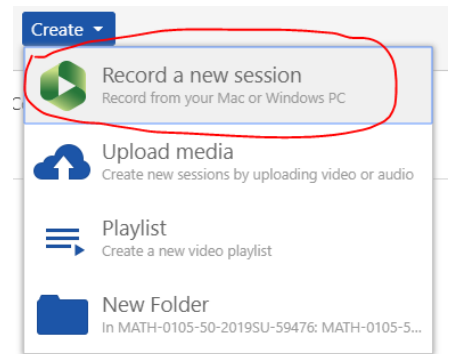 Create
Record a new session
Record from your Mac or Windows PC
Upload media
Create new sessions by uploading video or audio
Playlist
Create a new video playlist
New Folder
In MATH-0105-50-2019SU-59476: MATH-0105-5...